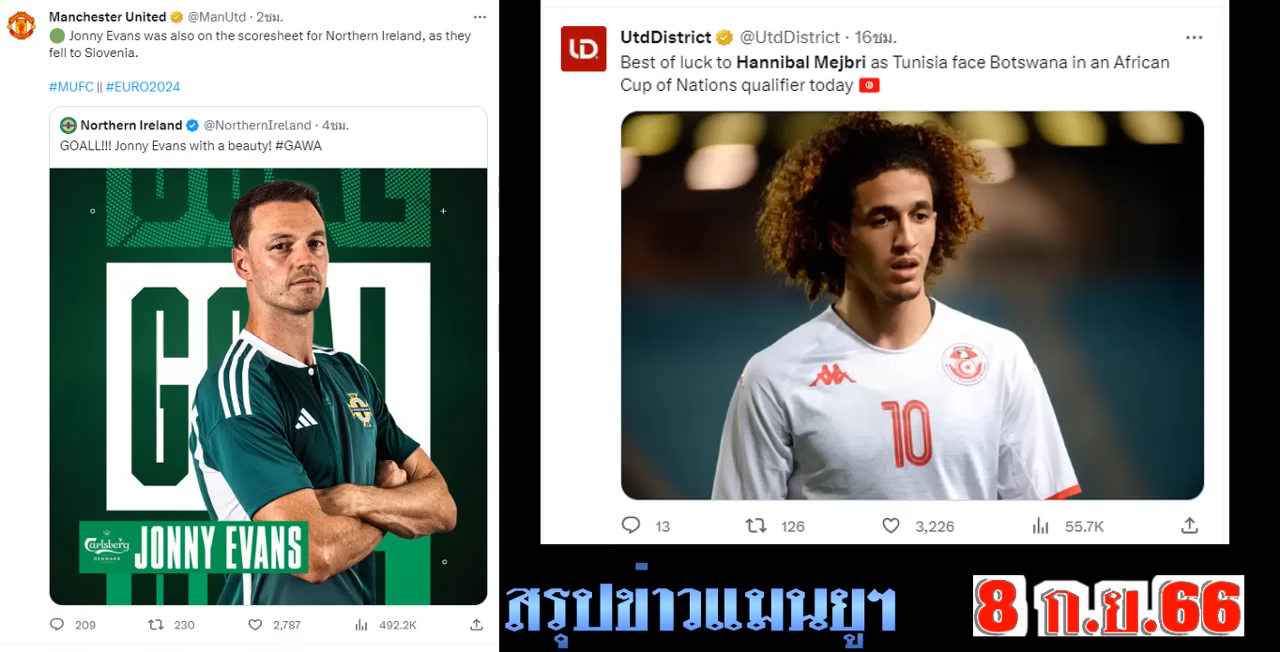 Manchester United @ManUtd · 2ชม.
Jonny Evans was also on the scoresheet for Northern Ireland, as they
fell to Slovenia.
#MUFC || #EURO2024
Northern Ireland @NorthernIreland · 4ชม.
GOALL!!! Jonny Evans with a beauty! #GAWA
GOAL
GOAL
Carlsberg
DENMARK
JONNY EVANS
209 230 2,787 492.2K
UD
UtdDistrict @UtdDistrict · 16ชม.
Best of luck to Hannibal Mejbri as Tunisia face Botswana in an African
Cup of Nations qualifier today
10
13 126 3,226 55.7K
สรุปข่าวแมนยูฯ
8 ก.ย.66